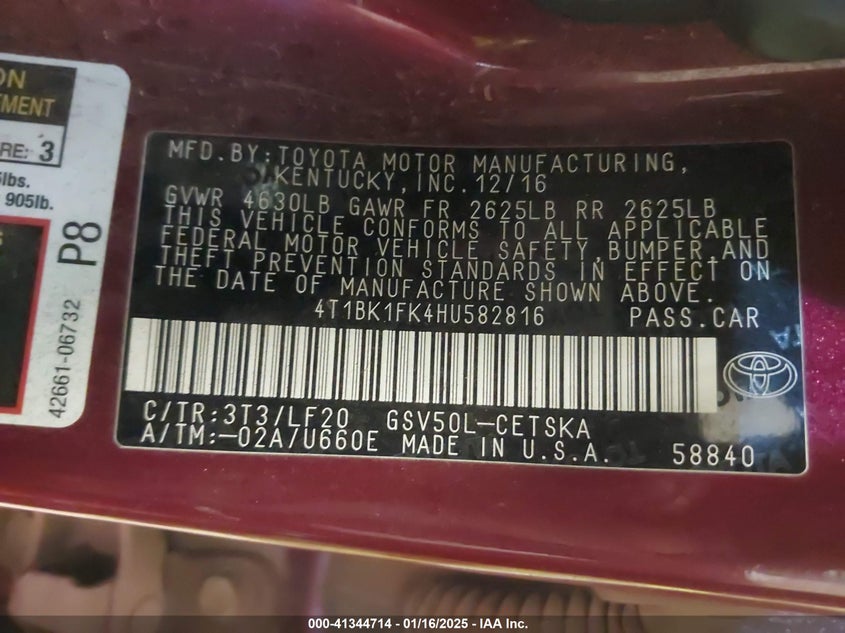 ON
TEMENT
RE: 3
lbs.
905lb.
P8
42661-06732
MFD. BY: TOYOTA MOTOR MANUFACTURING,
KENTUCKY, INC. 12/16
GVWR 4630LB GAWR FR 2625LB RR 2625LB
THIS VEHICLE CONFORMS TO ALL APPLICABLE
FEDERAL MOTOR VEHICLE SAFETY, BUMPER, AND
THEFT PREVENTION STANDARDS IN EFFECT ON
THE DATE OF MANUFACTURE SHOWN ABOVE.
4T1BK1FK4HU582816 PASS. CAR
C/TR: 3T3/LF20 GSV50L-CETSKA
A/TM: -02A/U660E MADE IN U.S.A. 58840
000-41344714 - 01/16/2025 - IAA Inc.